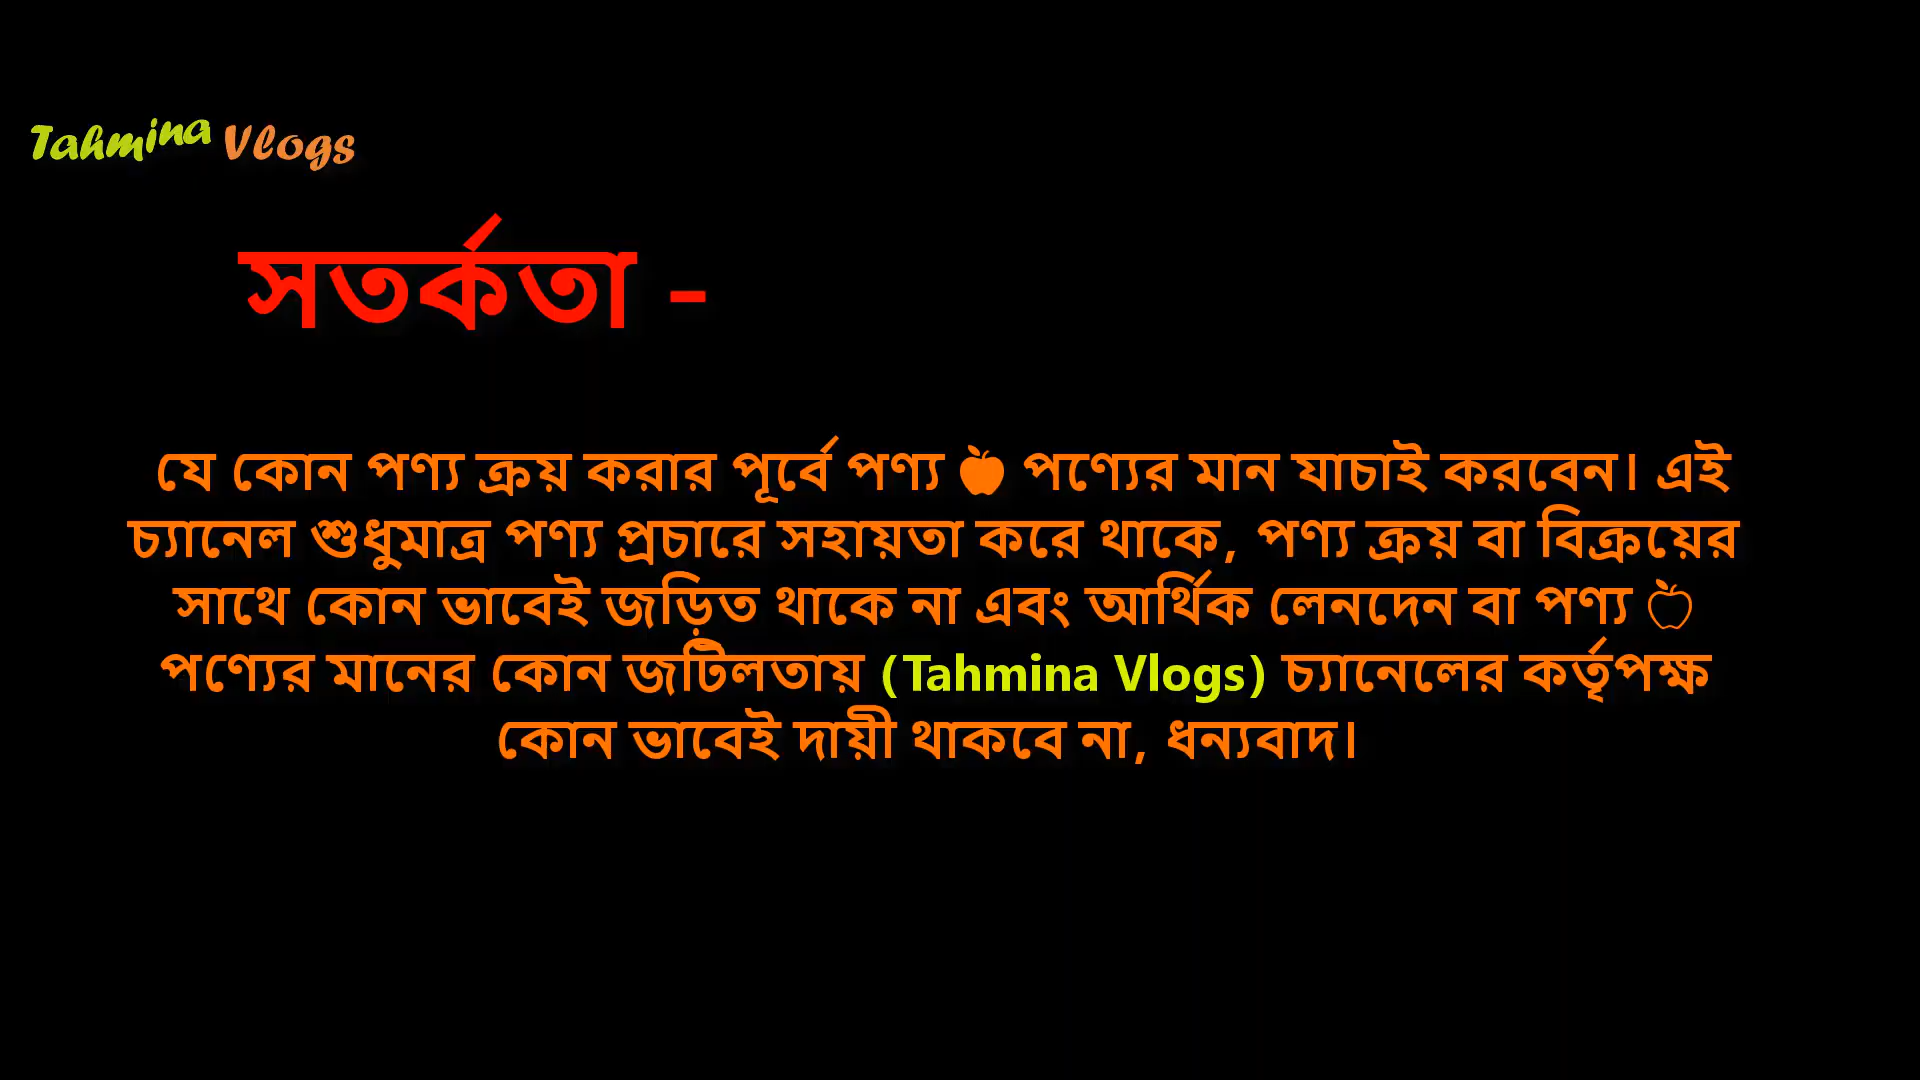 Tahmina Vlogs
সতর্কতা -
যে কোন পণ্য ক্রয় করার পূর্বে পণ্য 🍎 পণ্যের মান যাচাই করবেন। এই
চ্যানেল শুধুমাত্র পণ্য প্রচারে সহায়তা করে থাকে, পণ্য ক্রয় বা বিক্রয়ের
সাথে কোন ভাবেই জড়িত থাকে না এবং আর্থিক লেনদেন বা পণ্য 🍎
পণ্যের মানের কোন জটিলতায় (Tahmina Vlogs) চ্যানেলের কর্তৃপক্ষ
কোন ভাবেই দায়ী থাকবে না, ধন্যবাদ।